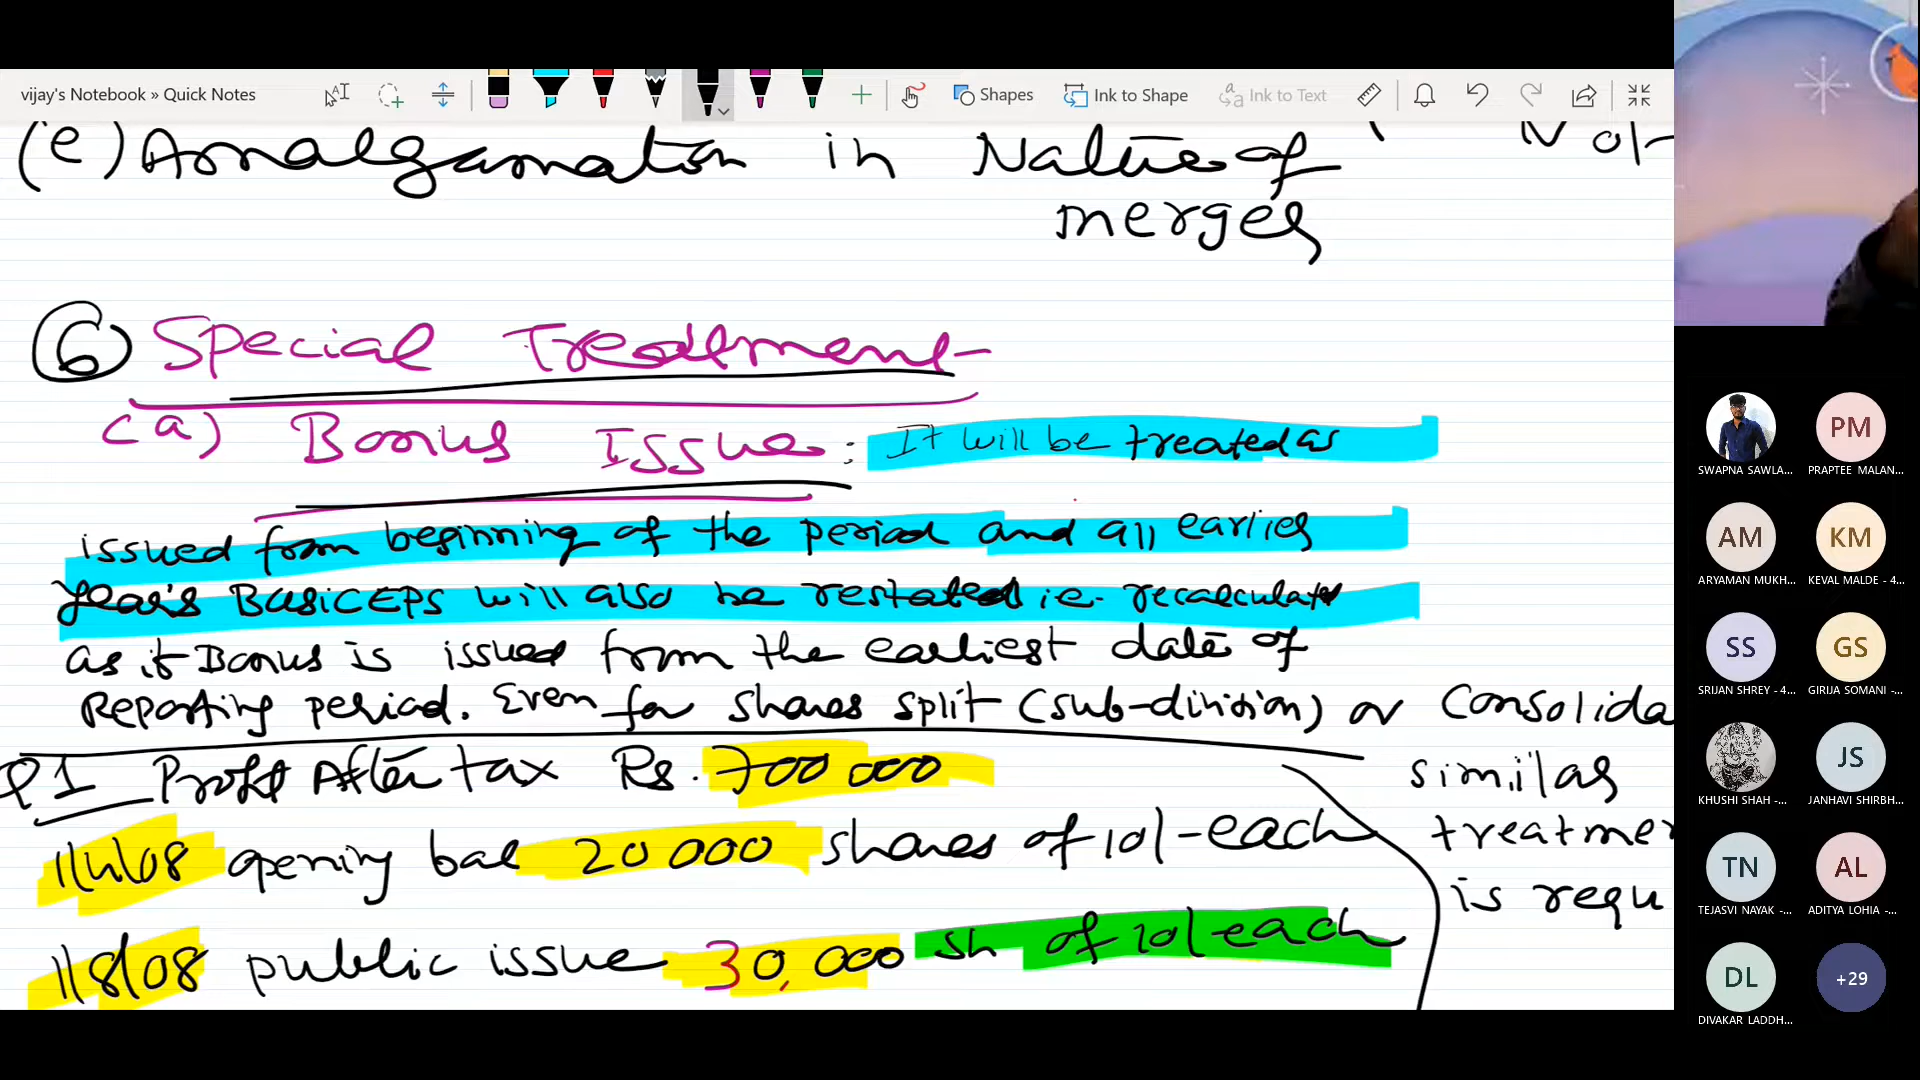 vijay's Notebook » Quick Notes
Shapes
Ink to Shape
Ink to Text
(e) Amalgamation in Nature of Not
merger
6 Special Treatment
(a) Bonus Issue : It will be treated as
issued from beginning of the period and all earlier
year's BASIC EPS will also be restated i.e. recalculated
as if Bonus is issued from the earliest date of
Reporting period. Even for shares split (sub-division) or Consolida
similar
treatmen
is requ
Q1 Profit After tax Rs. 700 000
1/4/08 opening bal 20 000 shares of 10/- each
1/8/08 public issue 30,000 sh of 10/ each
SWAPNA SAWLA...
PM
PRAPTEE MALAN...
AM
ARYAMAN MUKH...
KM
KEVAL MALDE - 4...
SS
SRIJAN SHREY - 4...
GS
GIRIJA SOMANI -...
KHUSHI SHAH -...
JS
JANHAVI SHIRBH...
TN
TEJASVI NAYAK -...
AL
ADITYA LOHIA -...
DL
DIVAKAR LADDH...
+29